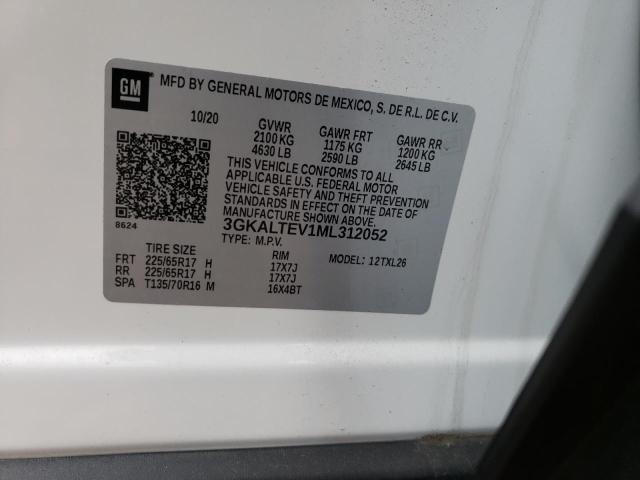 GM MFD BY GENERAL MOTORS DE MEXICO, S. DE R.L. DE C.V.
10/20 GVWR GAWR FRT GAWR RR
2100 KG 1175 KG 1200 KG
4630 LB 2590 LB 2645 LB
THIS VEHICLE CONFORMS TO ALL
APPLICABLE U.S. FEDERAL MOTOR
VEHICLE SAFETY AND THEFT PREVENTION
STANDARDS IN EFFECT ON THE DATE OF
MANUFACTURE SHOWN ABOVE.
8624 3GKALTEV1ML312052
TYPE: M.P.V. MODEL: 12TXL26
TIRE SIZE RIM
FRT 225/65R17 H 17X7J
RR 225/65R17 H 17X7J
SPA T135/70R16 M 16X4BT